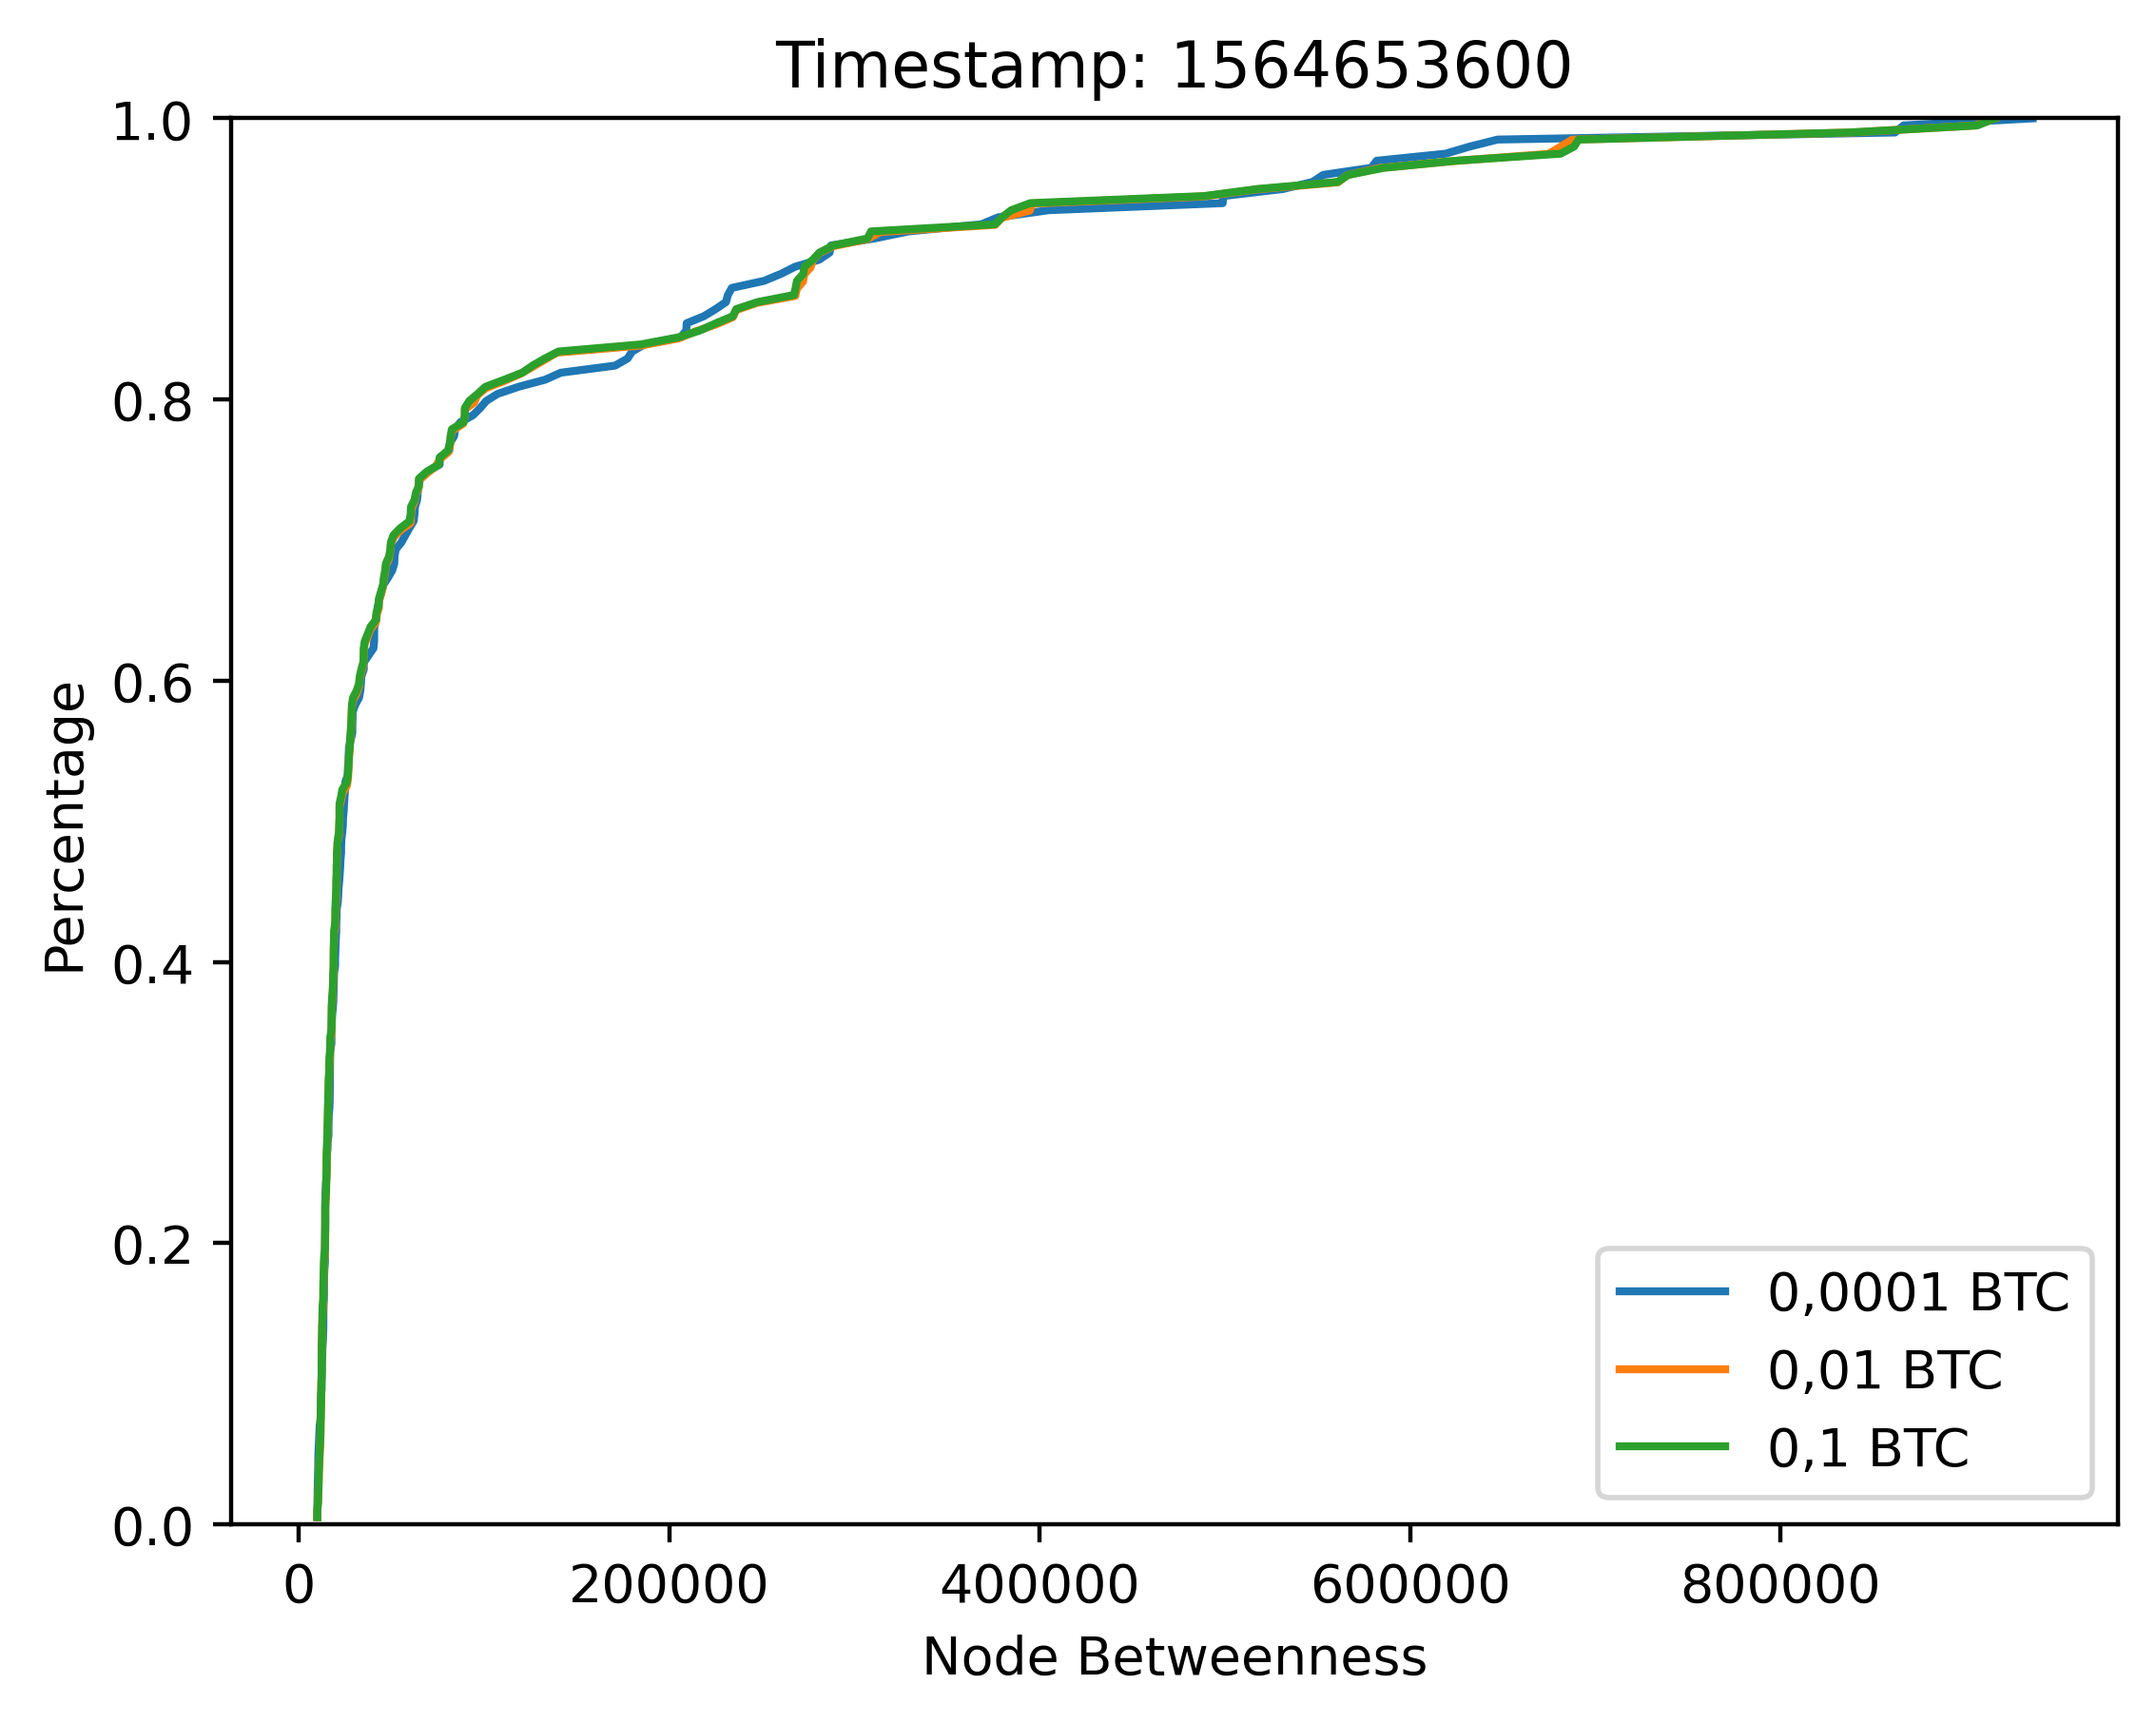 Timestamp: 1564653600
1.0
0.8
0.6
0.4
0.2
0.0
Percentage
0,0001 BTC
0,01 BTC
0,1 BTC
0 200000 400000 600000 800000
Node Betweenness